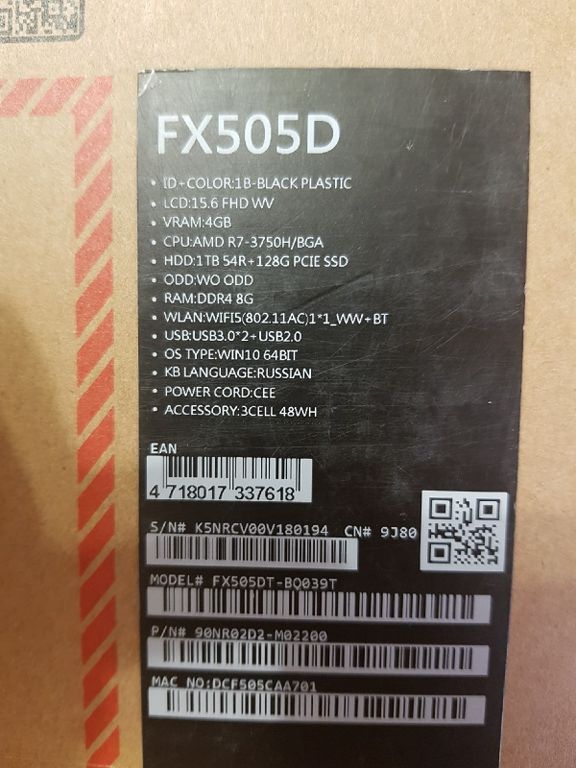 FX505D
• ID+COLOR:1B-BLACK PLASTIC
• LCD:15.6 FHD WV
• VRAM:4GB
• CPU:AMD R7-3750H/BGA
• HDD:1TB 54R+128G PCIE SSD
• ODD:WO ODD
• RAM:DDR4 8G
• WLAN:WIFI5(802.11AC)1*1_WW+BT
• USB:USB3.0*2+USB2.0
• OS TYPE:WIN10 64BIT
• KB LANGUAGE:RUSSIAN
• POWER CORD:CEE
• ACCESSORY:3CELL 48WH
EAN
4 718017 337618
S/N# K5NRCV00V180194 CN# 9J80
MODEL# FX505DT-BQ039T
P/N# 90NR02D2-M02200
MAC NO:DCF505CAA701